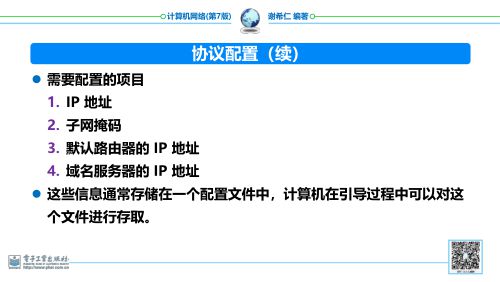 计算机网络(第7版)
谢希仁 编著
协议配置（续）
需要配置的项目
1. IP 地址
2. 子网掩码
3. 默认路由器的 IP 地址
4. 域名服务器的 IP 地址
这些信息通常存储在一个配置文件中，计算机在引导过程中可以对这
个文件进行存取。
电子工业出版社
http://www.phei.com.cn